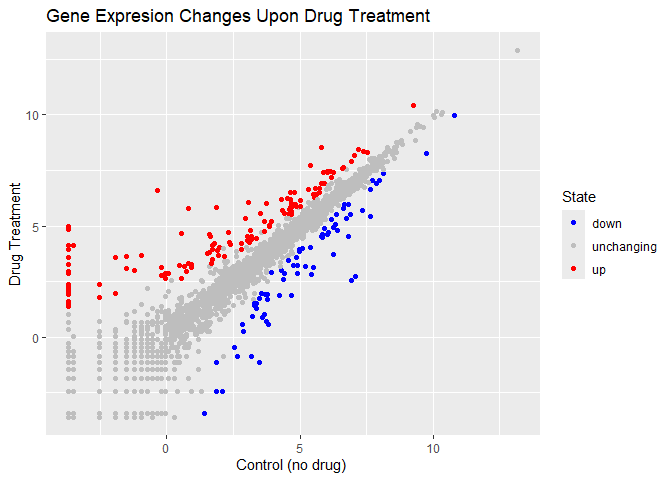 Gene Expresion Changes Upon Drug Treatment
10
5
0
Drug Treatment
0
5
10
Control (no drug)
State
down
unchanging
up